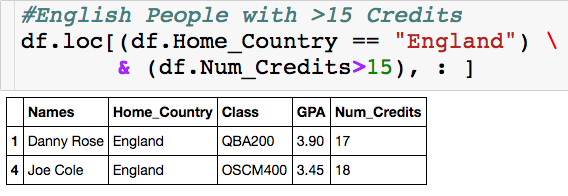 #English People with >15 Credits
df.loc[(df.Home_Country == "England") \
& (df.Num_Credits>15), : ]
Names Home_Country Class GPA Num_Credits
1 Danny Rose England QBA200 3.90 17
4 Joe Cole England OSCM400 3.45 18